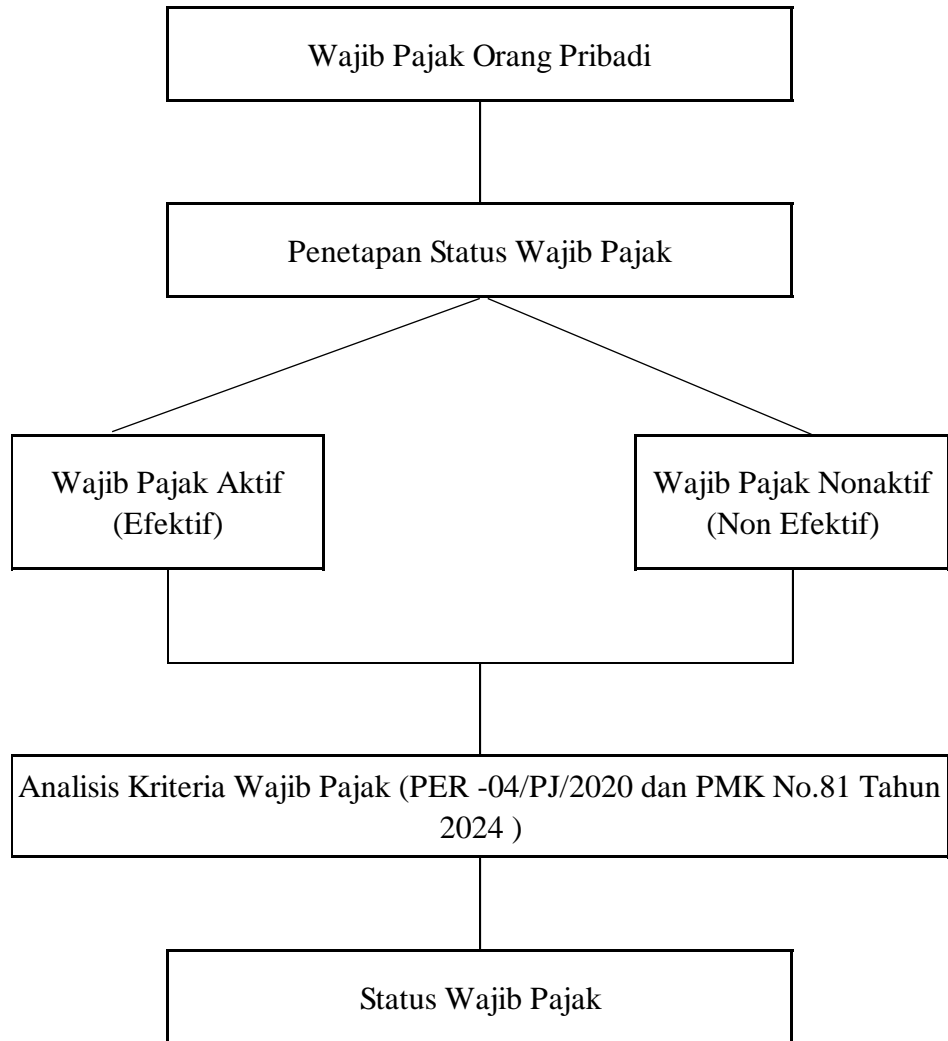 Wajib Pajak Orang Pribadi
Penetapan Status Wajib Pajak
Wajib Pajak Aktif
(Efektif)
Wajib Pajak Nonaktif
(Non Efektif)
Analisis Kriteria Wajib Pajak (PER -04/PJ/2020 dan PMK No.81 Tahun
2024 )
Status Wajib Pajak